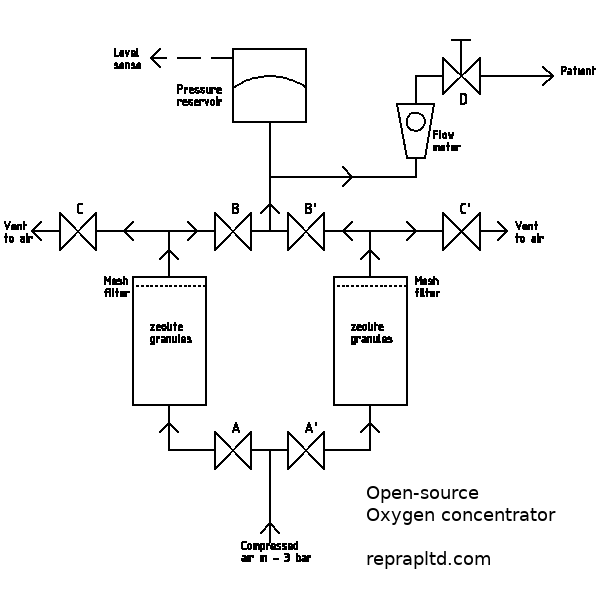 Level
sense
Pressure
reservoir
Patient
D
Flow
meter
C
B
B'
C'
Vent
to air
Vent
to air
Mesh
filter
Mesh
filter
zeolite
granules
zeolite
granules
A
A'
Compressed
air in - 3 bar
Open-source
Oxygen concentrator
reprapltd.com